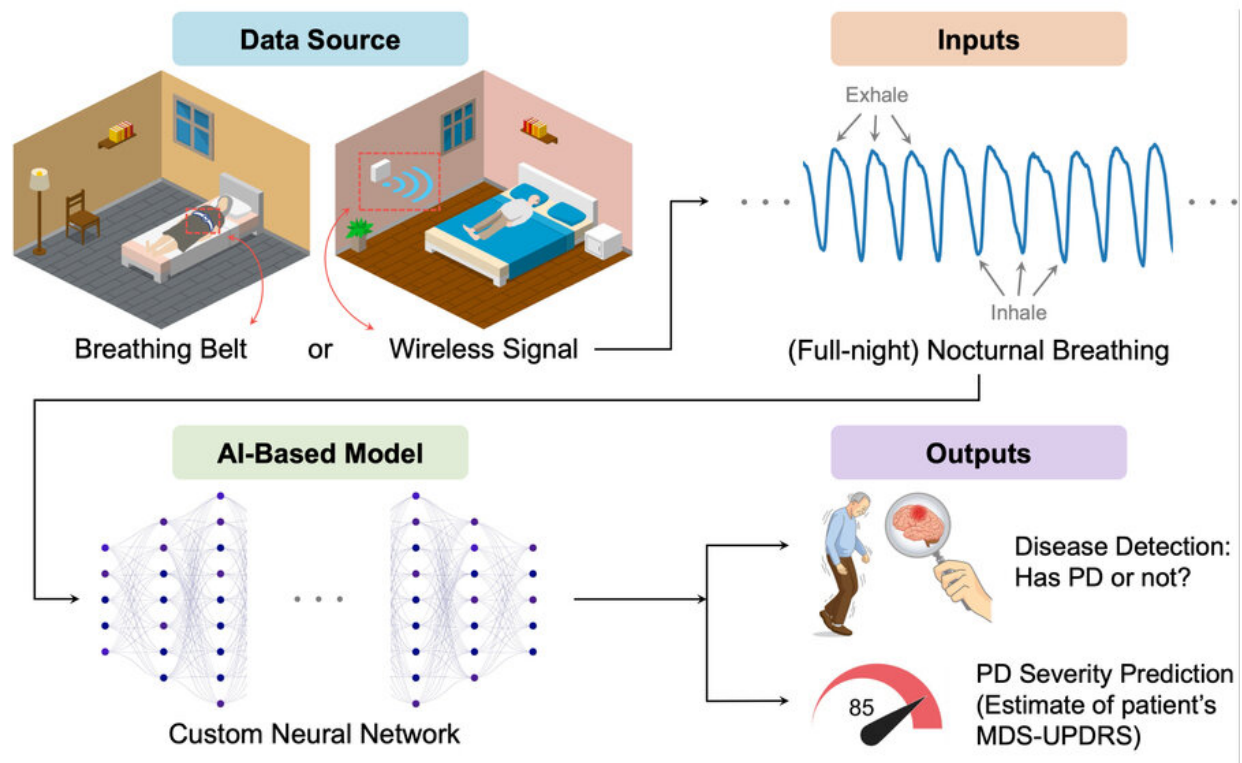 Data Source
Inputs
Exhale
Inhale
Breathing Belt or Wireless Signal
(Full-night) Nocturnal Breathing
AI-Based Model
Outputs
Disease Detection:
Has PD or not?
85
PD Severity Prediction
(Estimate of patient's
MDS-UPDRS)
Custom Neural Network